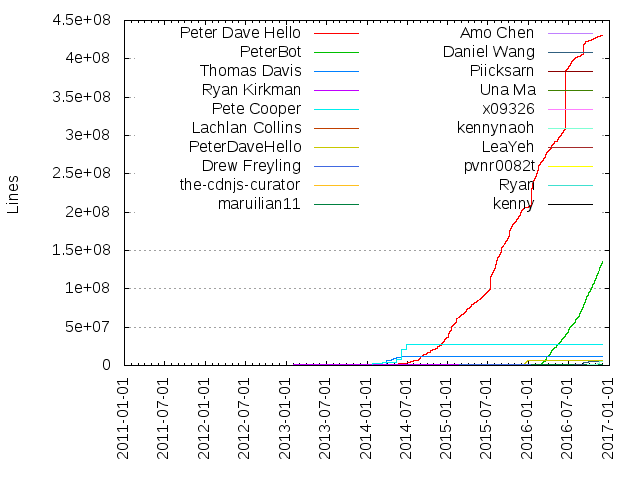 4.5e+08
4e+08
3.5e+08
3e+08
2.5e+08
2e+08
1.5e+08
1e+08
5e+07
0
Lines
Peter Dave Hello
PeterBot
Thomas Davis
Ryan Kirkman
Pete Cooper
Lachlan Collins
PeterDaveHello
Drew Freyling
the-cdnjs-curator
maruilian11
Amo Chen
Daniel Wang
Piicksarn
Una Ma
x09326
kennynaoh
LeaYeh
pvnr0082t
Ryan
kenny
2011-01-01
2011-07-01
2012-01-01
2012-07-01
2013-01-01
2013-07-01
2014-01-01
2014-07-01
2015-01-01
2015-07-01
2016-01-01
2016-07-01
2017-01-01